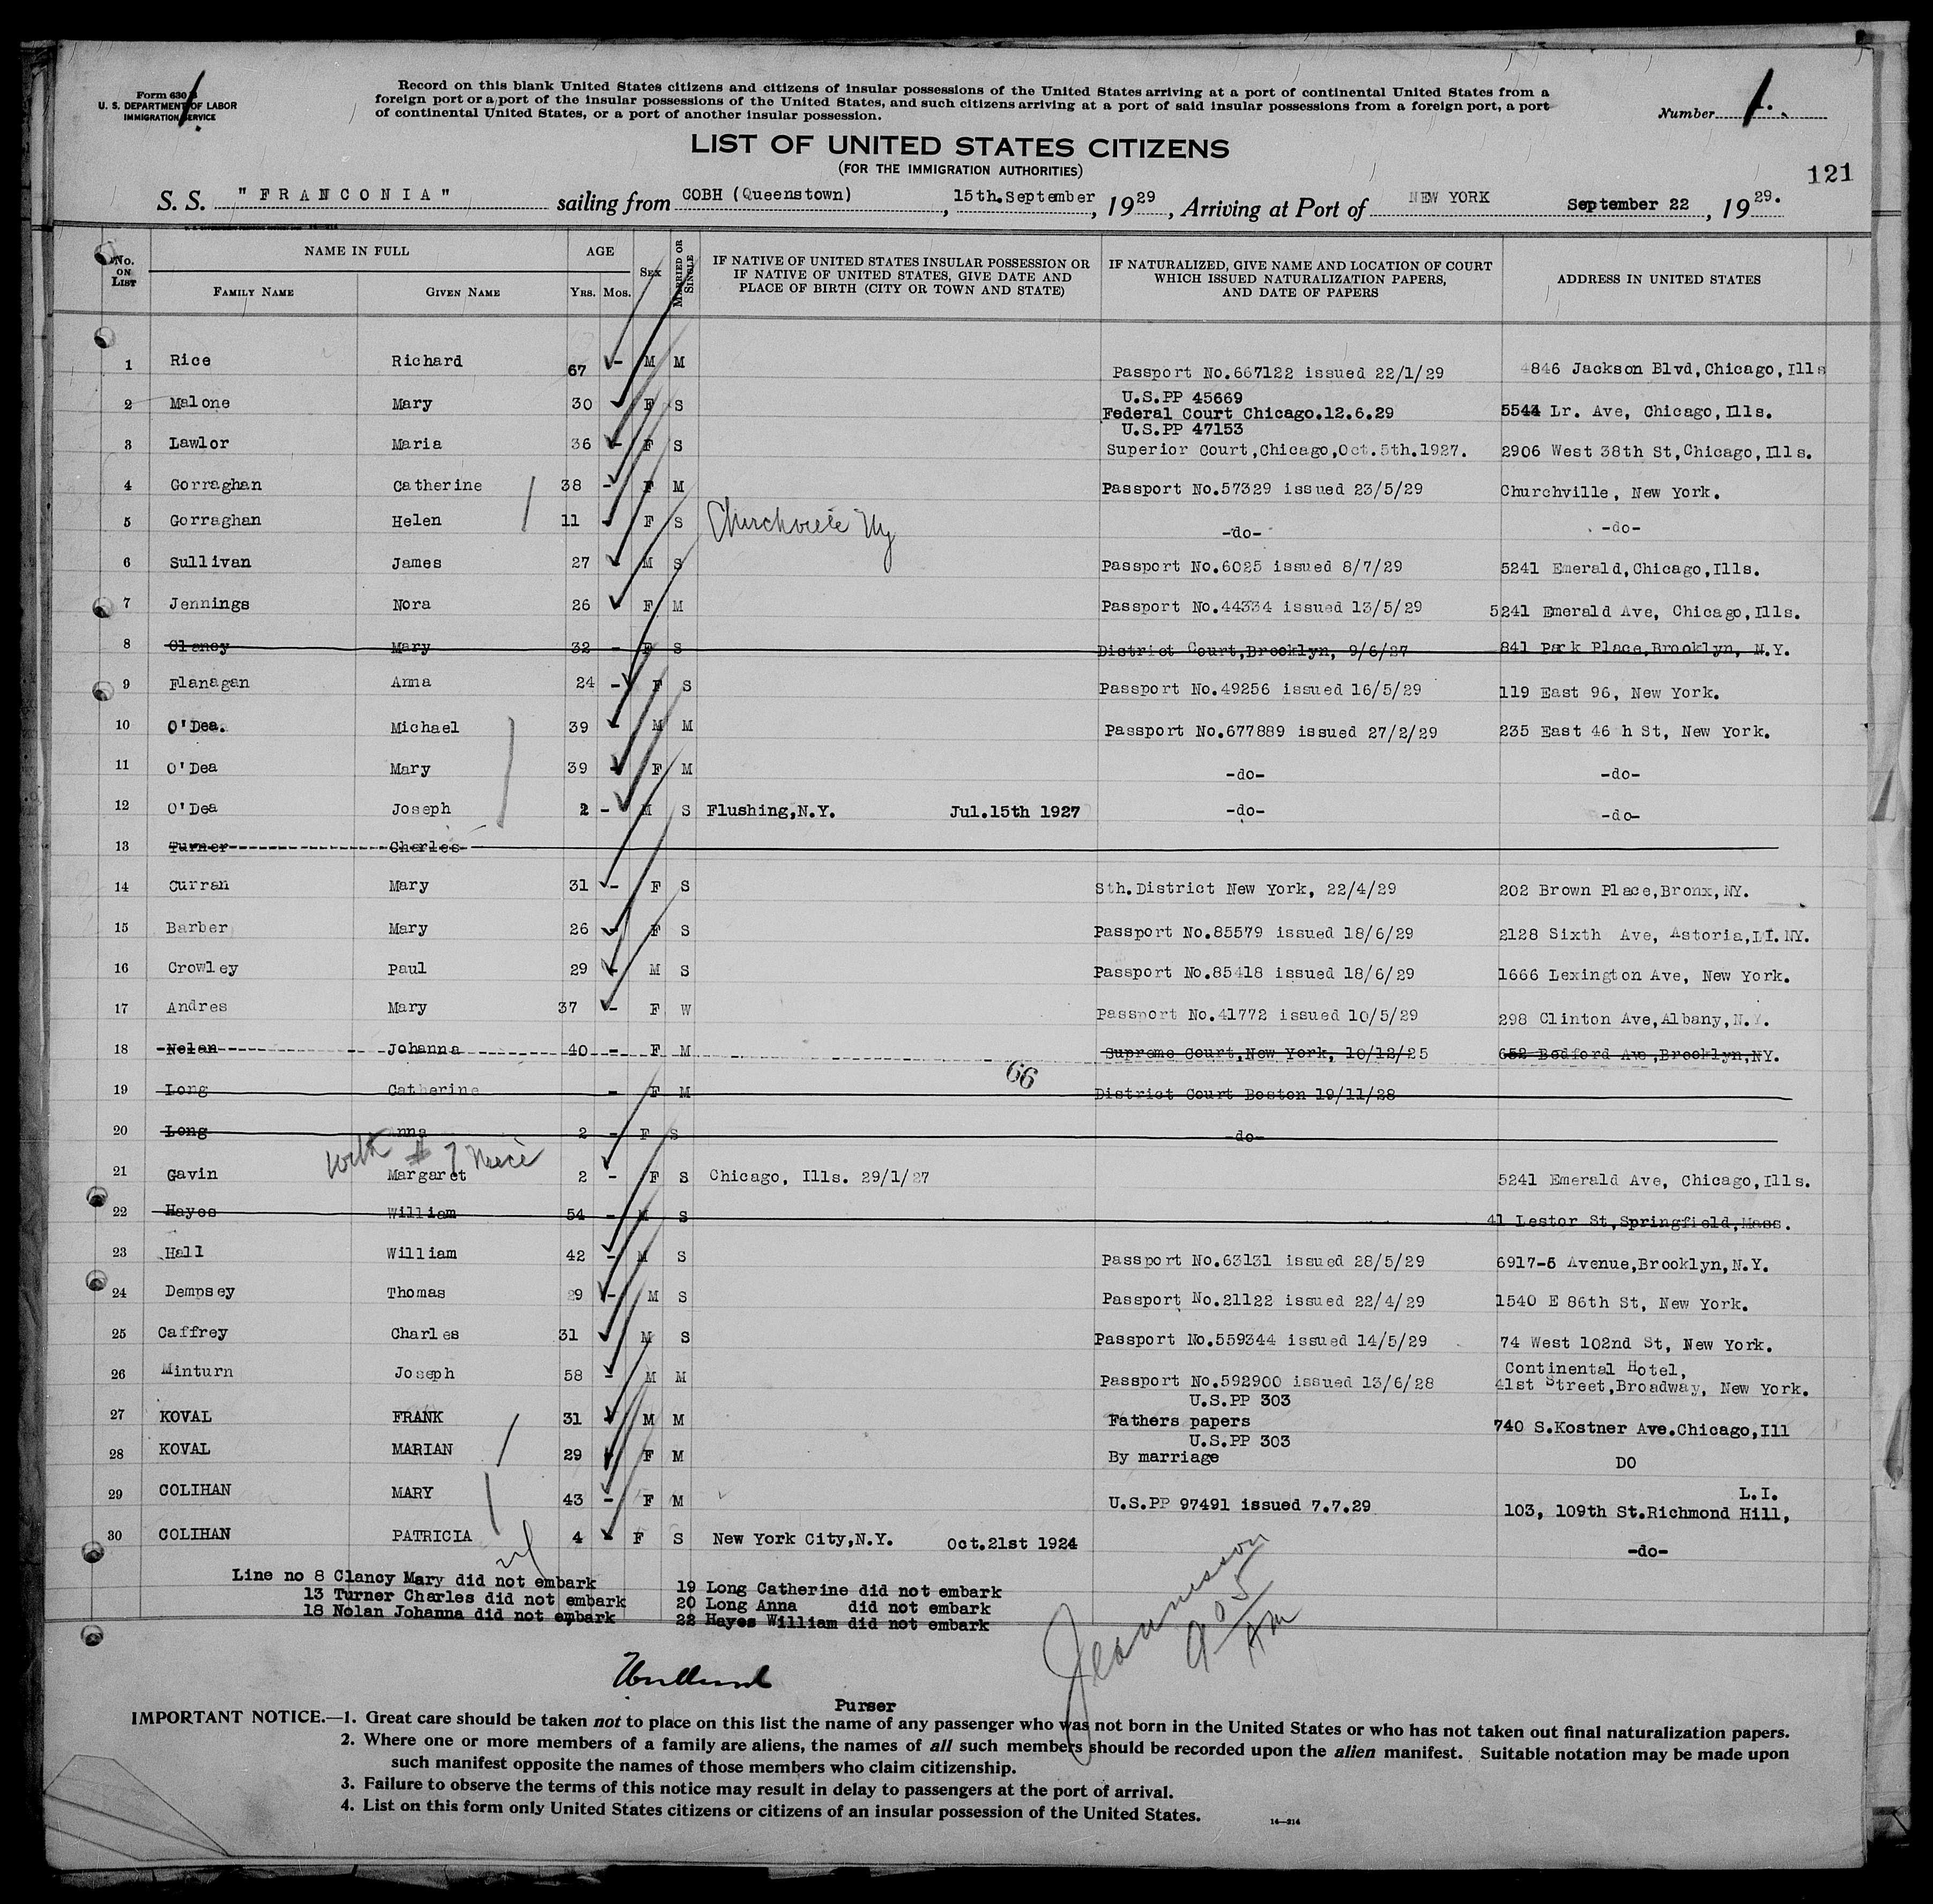 Form 630 B
U. S. DEPARTMENT OF LABOR
IMMIGRATION SERVICE
Record on this blank United States citizens and citizens of insular possessions of the United States arriving at a port of continental United States from a
foreign port or a port of the insular possessions of the United States, and such citizens arriving at a port of said insular possessions from a foreign port, a port
of continental United States, or a port of another insular possession.
Number 1.
LIST OF UNITED STATES CITIZENS
(FOR THE IMMIGRATION AUTHORITIES)
121
S. S. "FRANCONIA" sailing from COBH (Queenstown), 15th.September, 1929, Arriving at Port of NEW YORK September 22, 1929.
No. ON LIST NAME IN FULL AGE SEX MARRIED OR SINGLE IF NATIVE OF UNITED STATES INSULAR POSSESSION OR IF NATIVE OF UNITED STATES, GIVE DATE AND PLACE OF BIRTH (CITY OR TOWN AND STATE) IF NATURALIZED, GIVE NAME AND LOCATION OF COURT WHICH ISSUED NATURALIZATION PAPERS, AND DATE OF PAPERS ADDRESS IN UNITED STATES
FAMILY NAME GIVEN NAME YRS. MOS.
1 Rice Richard 67 - M M Passport No.667122 issued 22/1/29 4846 Jackson Blvd,Chicago,Ills
U.S.PP 45669
2 Malone Mary 30 F S Federal Court Chicago.12.6.29 5544 Lr. Ave, Chicago,Ills.
U.S.PP 47153
3 Lawlor Maria 36 - F S Superior Court,Chicago,Oct.5th.1927. 2906 West 38th St,Chicago,Ills.
4 Gorraghan Catherine 38 - F M Passport No.57329 issued 23/5/29 Churchville, New York.
5 Gorraghan Helen 11 - F S Churchville Ny -do- -do-
6 Sullivan James 27 - M S Passport No.6025 issued 8/7/29 5241 Emerald,Chicago,Ills.
7 Jennings Nora 26 - F M Passport No.44334 issued 13/5/29 5241 Emerald Ave, Chicago,Ills.
8 Clancy Mary 32 - F S District Court,Brooklyn, 9/6/27 841 Park Place,Brooklyn, N.Y.
9 Flanagan Anna 24 - F S Passport No.49256 issued 16/5/29 119 East 96, New York.
10 O'Dea. Michael 39 - M M Passport No.677889 issued 27/2/29 235 East 46 h St, New York.
11 O'Dea Mary 39 - F M -do- -do-
12 O'Dea Joseph 2 - M S Flushing,N.Y. Jul.15th 1927 -do- -do-
13 Turner Charles
14 Curran Mary 31 - F S Sth.District New York, 22/4/29 202 Brown Place,Bronx,NY.
15 Barber Mary 26 - F S Passport No.85579 issued 18/6/29 2128 Sixth Ave, Astoria,LI.NY.
16 Crowley Paul 29 - M S Passport No.85418 issued 18/6/29 1666 Lexington Ave, New York.
17 Andres Mary 37 - F W Passport No.41772 issued 10/5/29 298 Clinton Ave,Albany,N.Y.
18 Nolan Johanna 40 - F M Supreme Court,New York, 10/12/25 652 Bedford Ave,Brooklyn,NY.
66
19 Long Catherine - F M District Court Boston 19/11/28
20 Long Anna 2 - F S -do-
with # 7 Niece
21 Gavin Margaret 2 - F S Chicago, Ills. 29/1/27 5241 Emerald Ave, Chicago,Ills.
22 Hayes William 54 - M S 41 Lestor St,Springfield,Mass.
23 Hall William 42 - M S Passport No.63131 issued 28/5/29 6917-5 Avenue,Brooklyn,N.Y.
24 Dempsey Thomas 29 - M S Passport No.21122 issued 22/4/29 1540 E 86th St, New York.
25 Caffrey Charles 31 M S Passport No.559344 issued 14/5/29 74 West 102nd St, New York.
Continental Hotel,
26 Minturn Joseph 58 - M M Passport No.592900 issued 13/6/28 41st Street,Broadway, New York.
U.S.PP 303
27 KOVAL FRANK 31 M M Fathers papers 740 S.Kostner Ave.Chicago,Ill
U.S.PP 303
28 KOVAL MARIAN 29 F M By marriage DO
L.I.
29 COLIHAN MARY 43 - F M U.S.PP 97491 issued 7.7.29 103, 109th St.Richmond Hill,
30 COLIHAN PATRICIA 4 F S New York City,N.Y. Oct.21st 1924 -do-
Line no 8 Clancy Mary did not embark 19 Long Catherine did not embark
13 Turner Charles did not embark 20 Long Anna did not embark
18 Nolan Johanna did not embark 22 Hayes William did not embark
905
AM
Purser
IMPORTANT NOTICE.—1. Great care should be taken not to place on this list the name of any passenger who was not born in the United States or who has not taken out final naturalization papers.
2. Where one or more members of a family are aliens, the names of all such members should be recorded upon the alien manifest. Suitable notation may be made upon
such manifest opposite the names of those members who claim citizenship.
3. Failure to observe the terms of this notice may result in delay to passengers at the port of arrival.
4. List on this form only United States citizens or citizens of an insular possession of the United States.
14—214